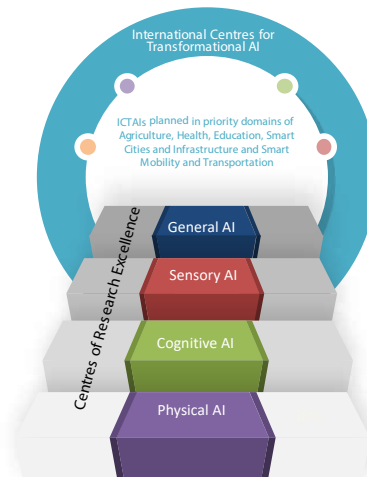 International Centres for
Transformational AI
ICTAIs planned in priority domains of
Agriculture, Health, Education, Smart
Cities and Infrastructure and Smart
Mobility and Transportation
Centres of Research Excellence
General AI
Sensory AI
Cognitive AI
Physical AI